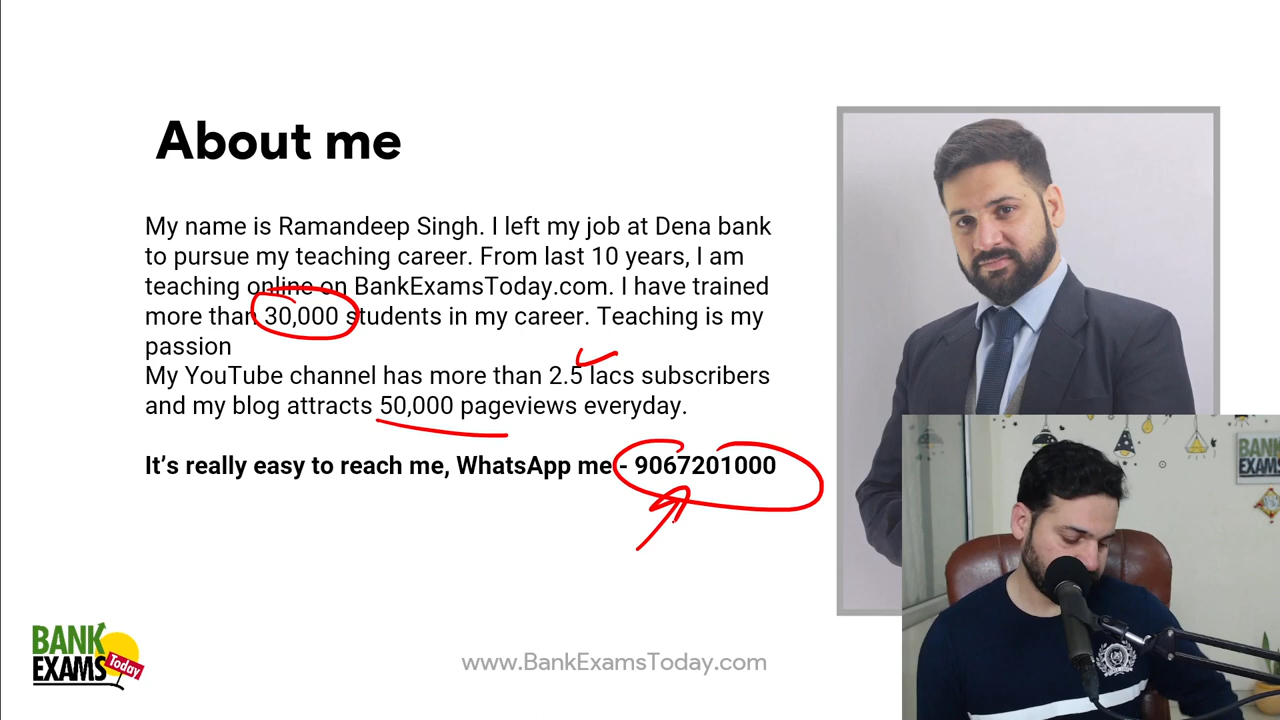 About me
My name is Ramandeep Singh. I left my job at Dena bank
to pursue my teaching career. From last 10 years, I am
teaching online on BankExamsToday.com. I have trained
more than 30,000 students in my career. Teaching is my
passion
My YouTube channel has more than 2.5 lacs subscribers
and my blog attracts 50,000 pageviews everyday.
It's really easy to reach me, WhatsApp me - 9067201000
BANK
EXAMS
Today
www.BankExamsToday.com
BANK
EXAMS